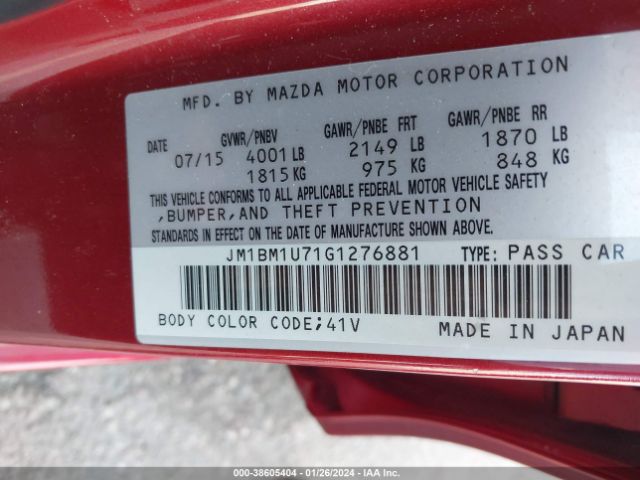 MFD. BY MAZDA MOTOR CORPORATION
DATE GVWR/PNBV GAWR/PNBE FRT GAWR/PNBE RR
07/15 4001 LB 2149 LB 1870 LB
1815 KG 975 KG 848 KG
THIS VEHICLE CONFORMS TO ALL APPLICABLE FEDERAL MOTOR VEHICLE SAFETY
,BUMPER,AND THEFT PREVENTION
STANDARDS IN EFFECT ON THE DATE OF MANUFACTURE SHOWN ABOVE.
JM1BM1U71G1276881 TYPE: PASS CAR
BODY COLOR CODE;41V MADE IN JAPAN
000-38605404 | 01/26/2024 | IAA Inc.